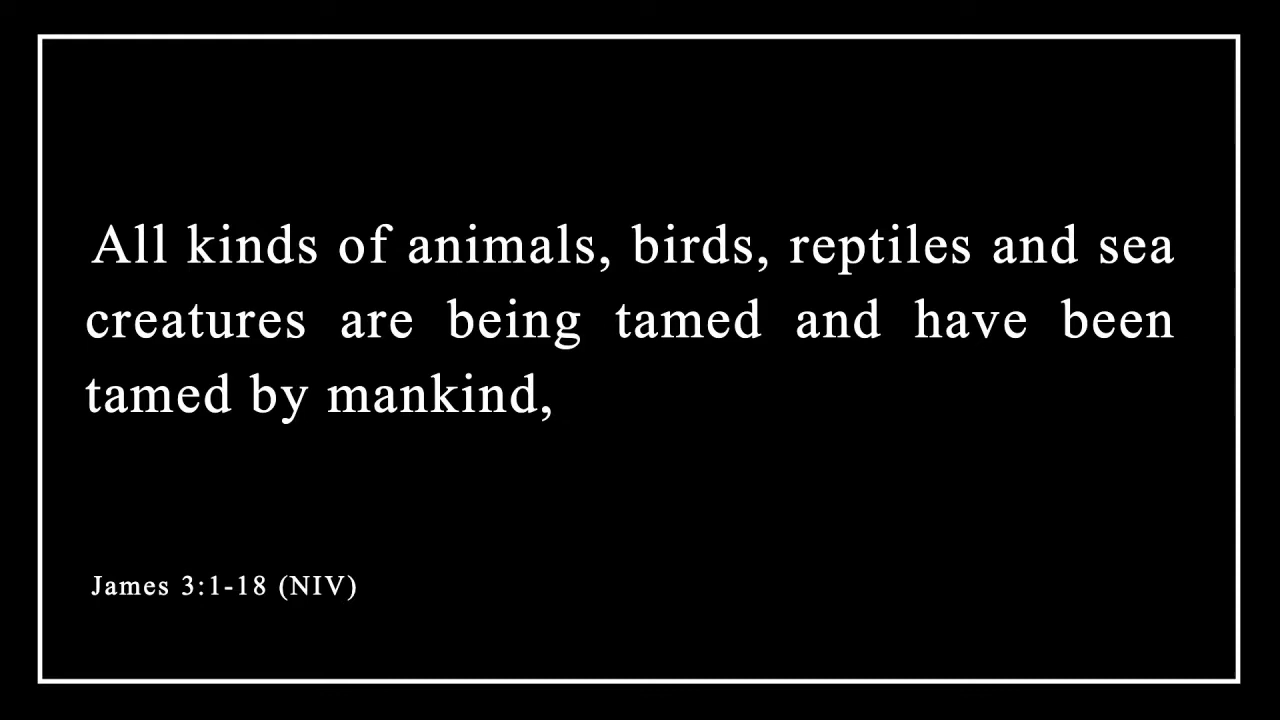 All kinds of animals, birds, reptiles and sea
creatures are being tamed and have been
tamed by mankind,
James 3:1-18 (NIV)